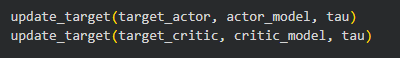 update_target(target_actor, actor_model, tau)
update_target(target_critic, critic_model, tau)